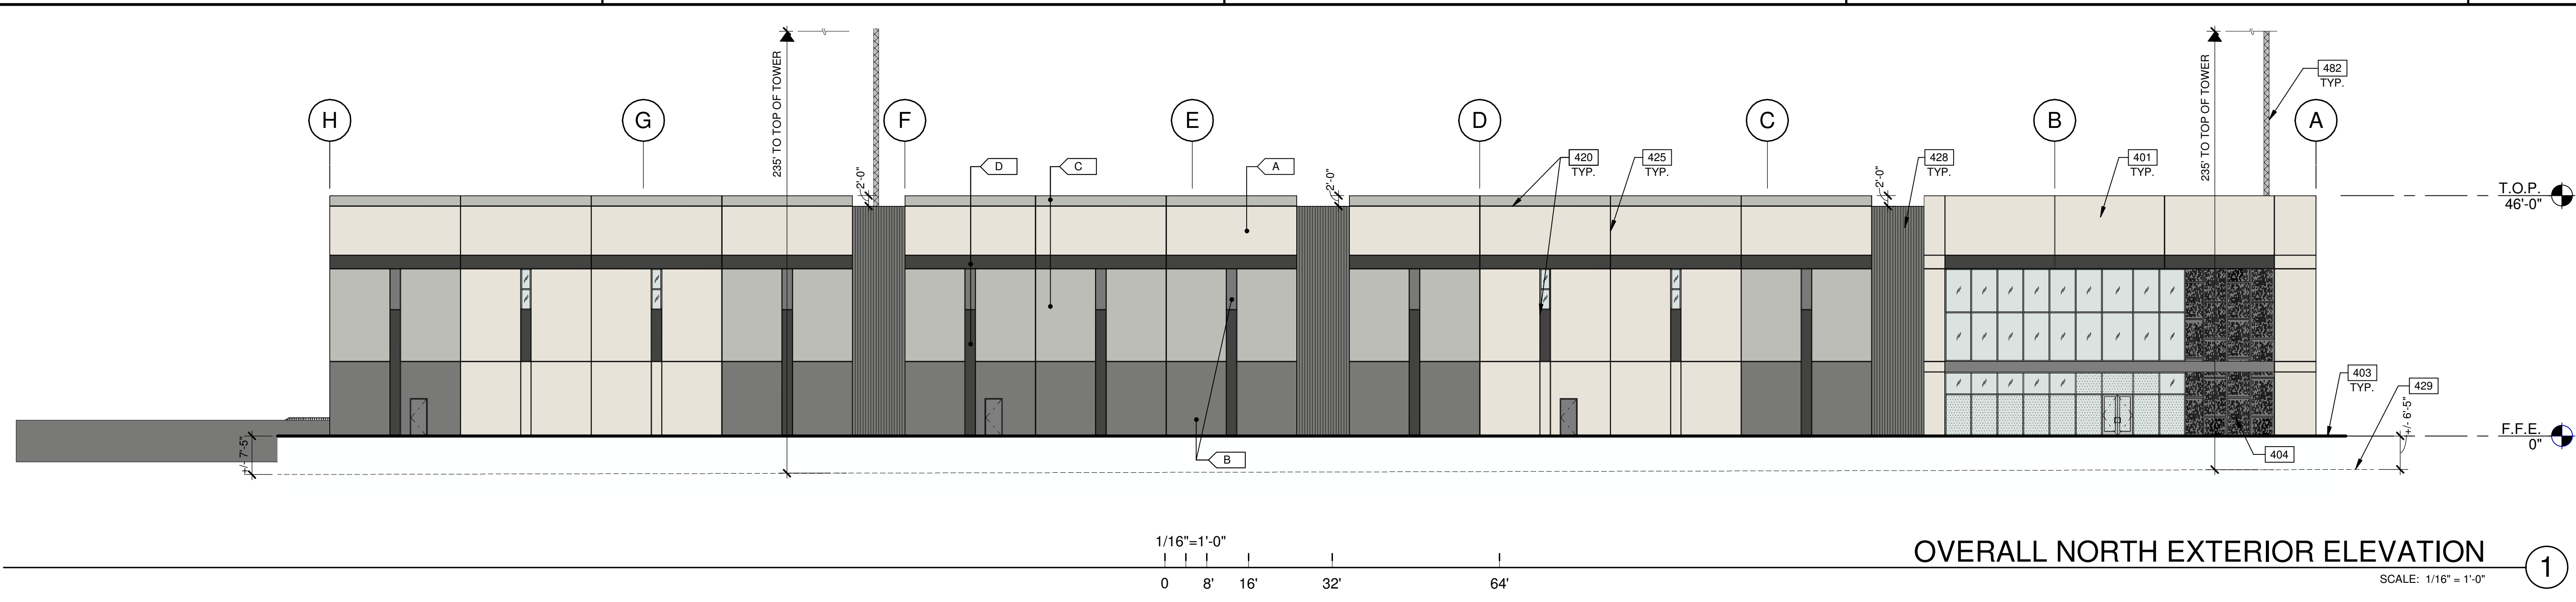 235' TO TOP OF TOWER
235' TO TOP OF TOWER
482
TYP.
H
G
F
E
D
C
B
A
D
C
A
420
TYP.
425
TYP.
428
TYP.
401
TYP.
2'-0"
2'-0"
2'-0"
T.O.P.
46'-0"
403
TYP.
429
+/- 7'-5"
+/- 6'-5"
F.F.E.
0"
B
404
1/16"=1'-0"
0 8' 16' 32' 64'
OVERALL NORTH EXTERIOR ELEVATION
1
SCALE: 1/16" = 1'-0"